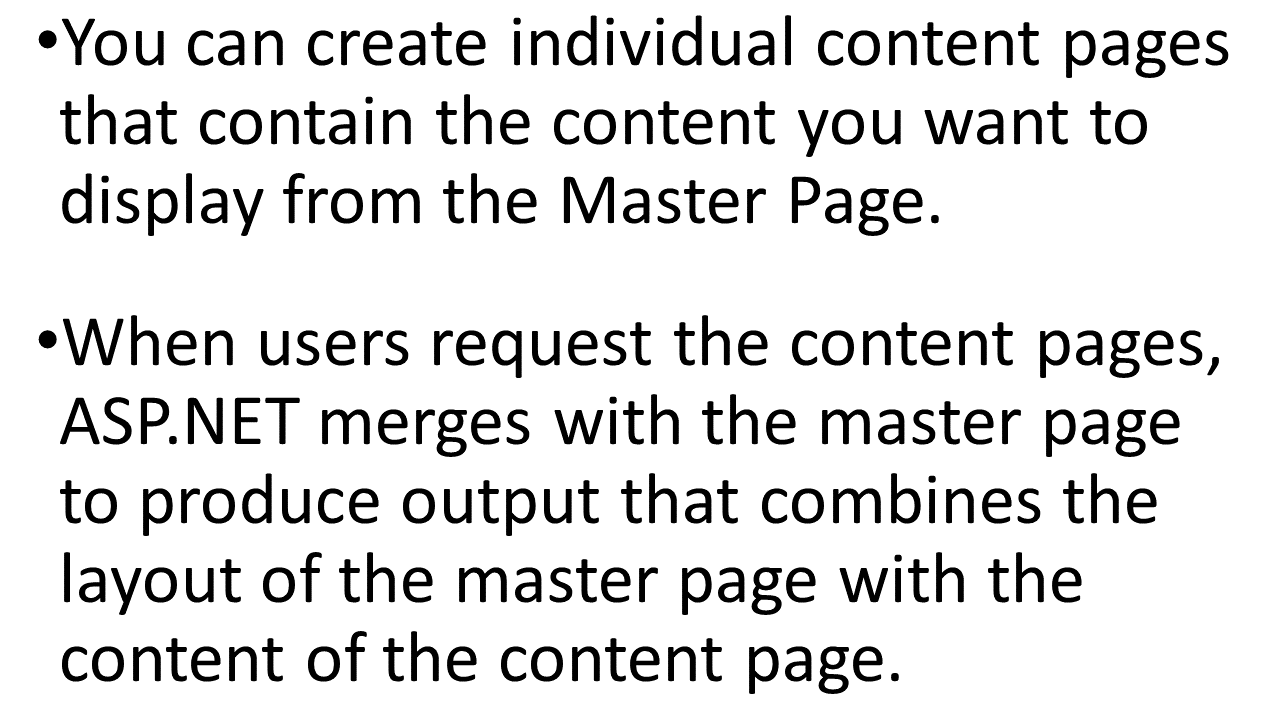 •You can create individual content pages
that contain the content you want to
display from the Master Page.
•When users request the content pages,
ASP.NET merges with the master page
to produce output that combines the
layout of the master page with the
content of the content page.